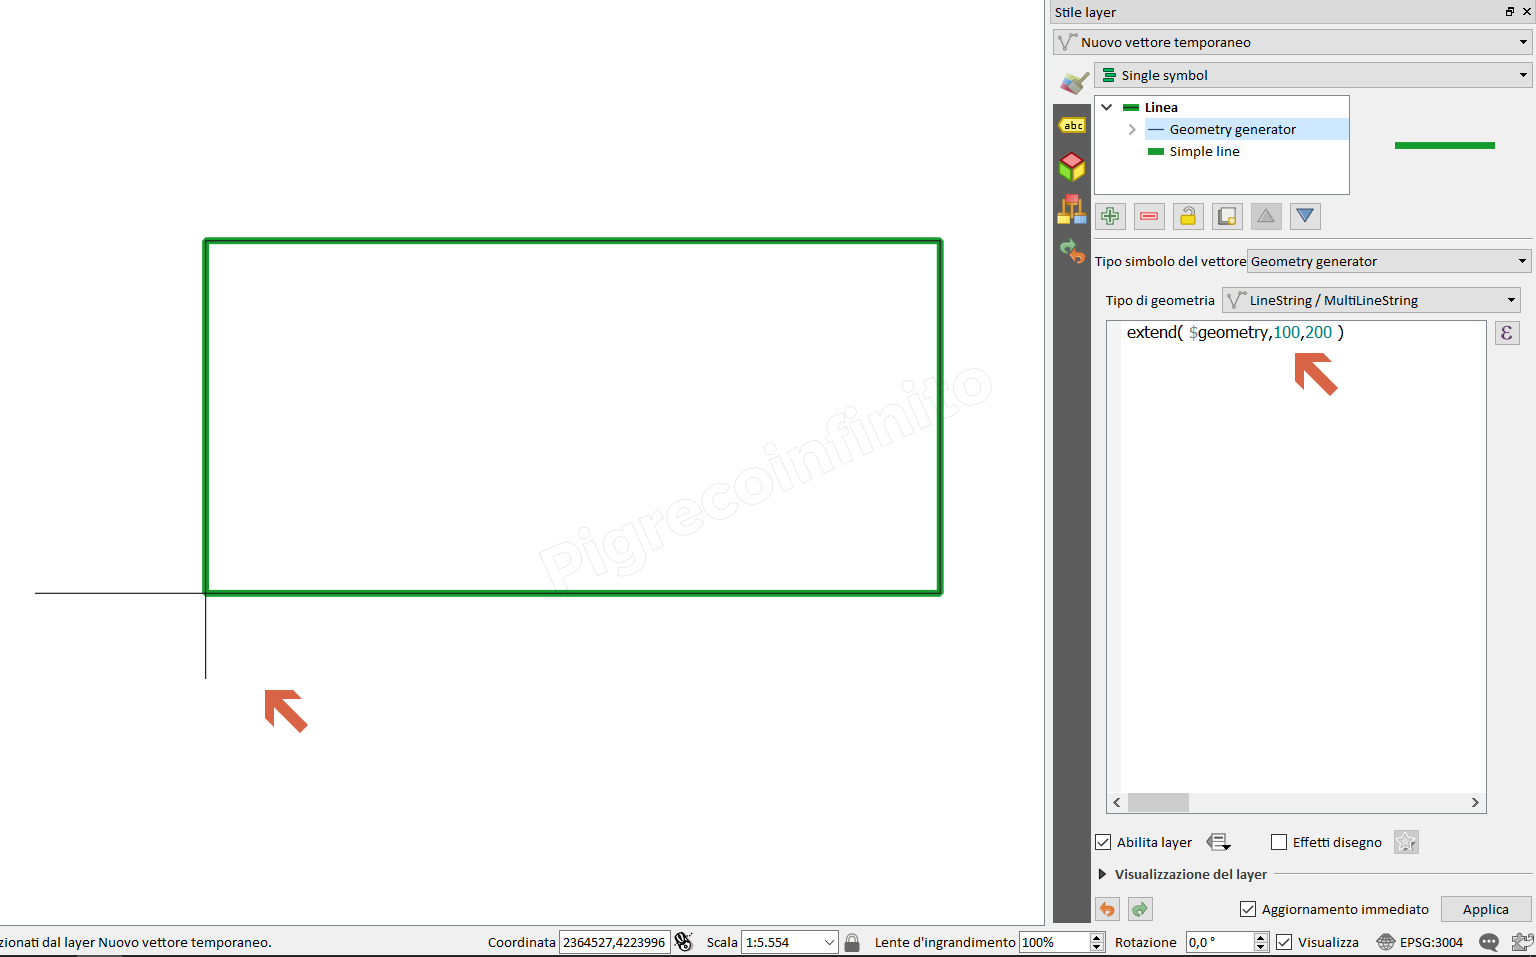 Stile layer
Nuovo vettore temporaneo
Single symbol
Linea
Geometry generator
Simple line
abc
Tipo simbolo del vettore Geometry generator
Tipo di geometria LineString / MultiLineString
extend( $geometry,100,200 )
ε
Pigrecoinfinito
Abilita layer Effetti disegno
Visualizzazione del layer
Aggiornamento immediato Applica
zionati dal layer Nuovo vettore temporaneo. Coordinata 2364527,4223996 Scala 1:5.554 Lente d'ingrandimento 100% Rotazione 0,0 ° Visualizza EPSG:3004